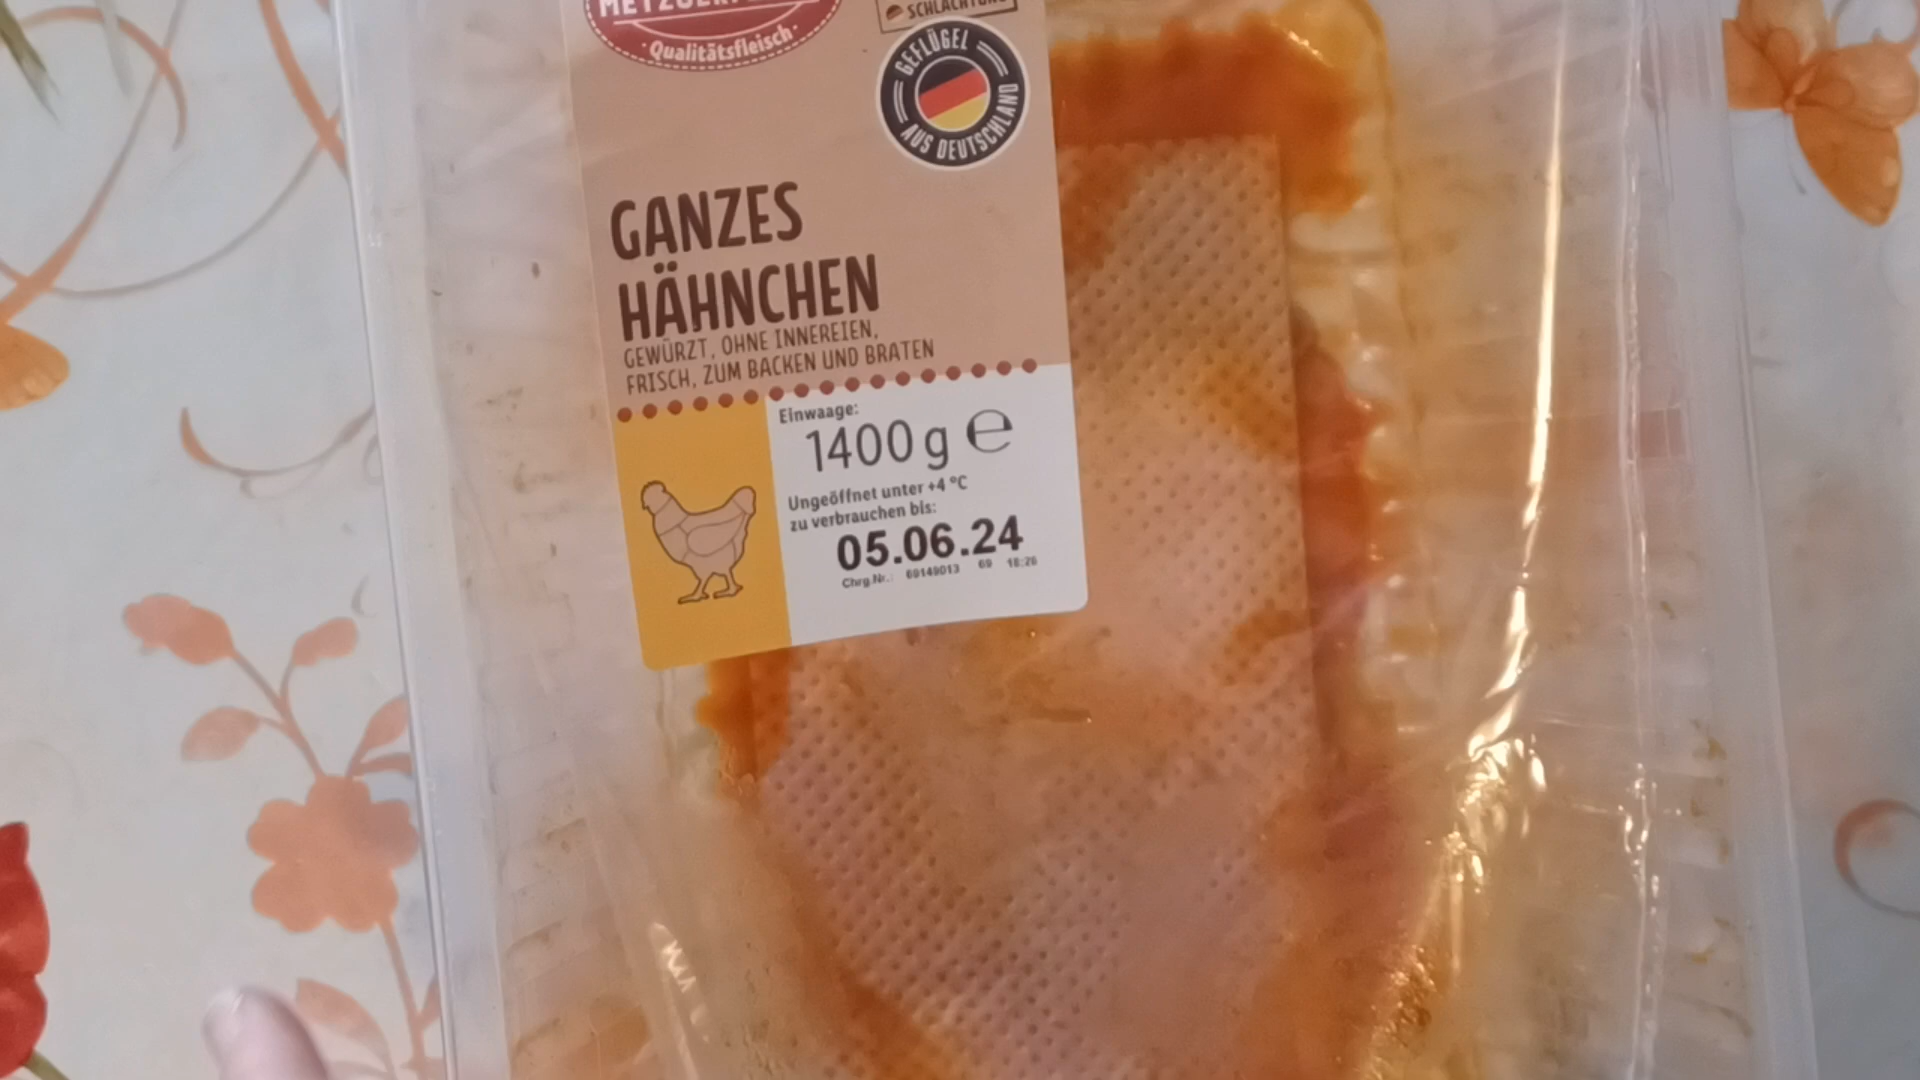 Qualitätsfleisch
SCHLACHTUNG
GEFLÜGEL
AUS DEUTSCHLAND
GANZES
HÄHNCHEN
GEWÜRZT, OHNE INNEREIEN,
FRISCH, ZUM BACKEN UND BRATEN
Einwaage:
1400 g e
Ungeöffnet unter +4 °C
zu verbrauchen bis:
05.06.24
Chrg.Nr.: 69149013 69 18:26